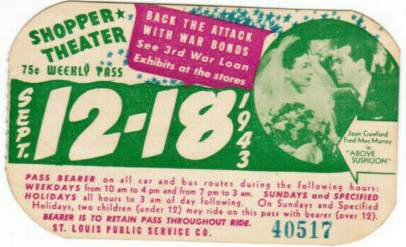 SHOPPER★
THEATER
75¢ WEEKLY PASS
BACK THE ATTACK
WITH WAR BONDS
See 3rd War Loan
Exhibits at the stores
SEPT.
12-18
1943
Joan Crawford
Fred Mac Murray
in
"ABOVE
SUSPICION"
PASS BEARER on all car and bus routes during the following hours:
WEEKDAYS from 10 am to 4 pm and from 7 pm to 3 am. SUNDAYS and SPECIFIED
HOLIDAYS all hours to 3 am of day following. On Sundays and Specified
Holidays, two children (under 12) may ride on this pass with bearer (over 12).
BEARER IS TO RETAIN PASS THROUGHOUT RIDE.
ST. LOUIS PUBLIC SERVICE CO.
40517